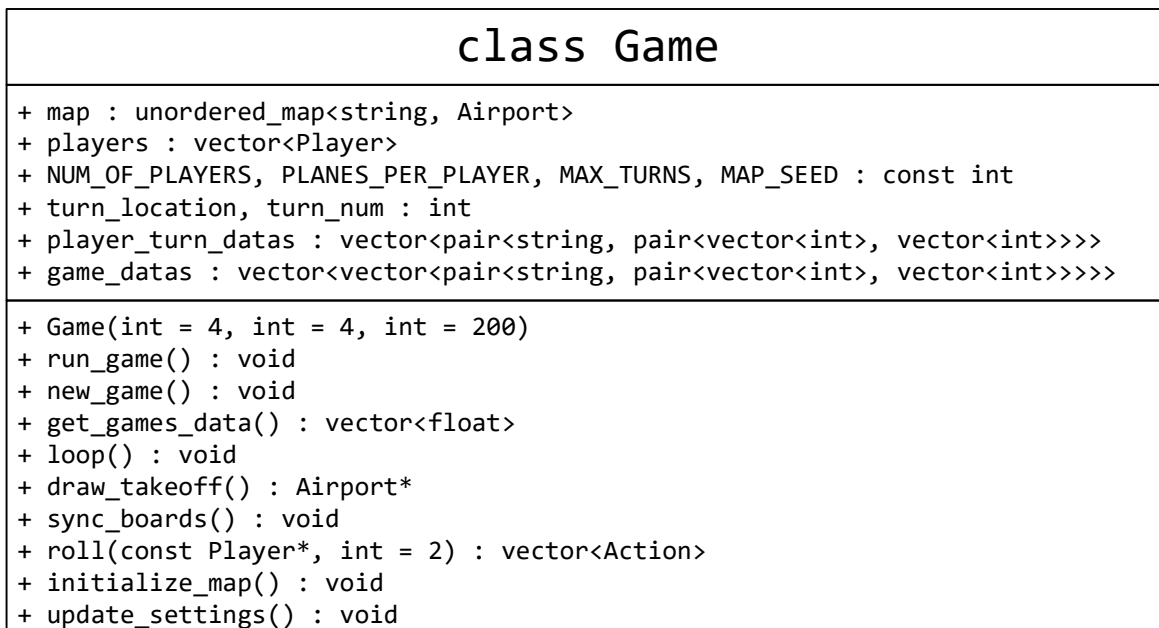 class Game
+ map : unordered_map<string, Airport>
+ players : vector<Player>
+ NUM_OF_PLAYERS, PLANES_PER_PLAYER, MAX_TURNS, MAP_SEED : const int
+ turn_location, turn_num : int
+ player_turn_datas : vector<pair<string, pair<vector<int>, vector<int>>>>
+ game_datas : vector<vector<pair<string, pair<vector<int>, vector<int>>>>>
+ Game(int = 4, int = 4, int = 200)
+ run_game() : void
+ new_game() : void
+ get_games_data() : vector<float>
+ loop() : void
+ draw_takeoff() : Airport*
+ sync_boards() : void
+ roll(const Player*, int = 2) : vector<Action>
+ initialize_map() : void
+ update_settings() : void